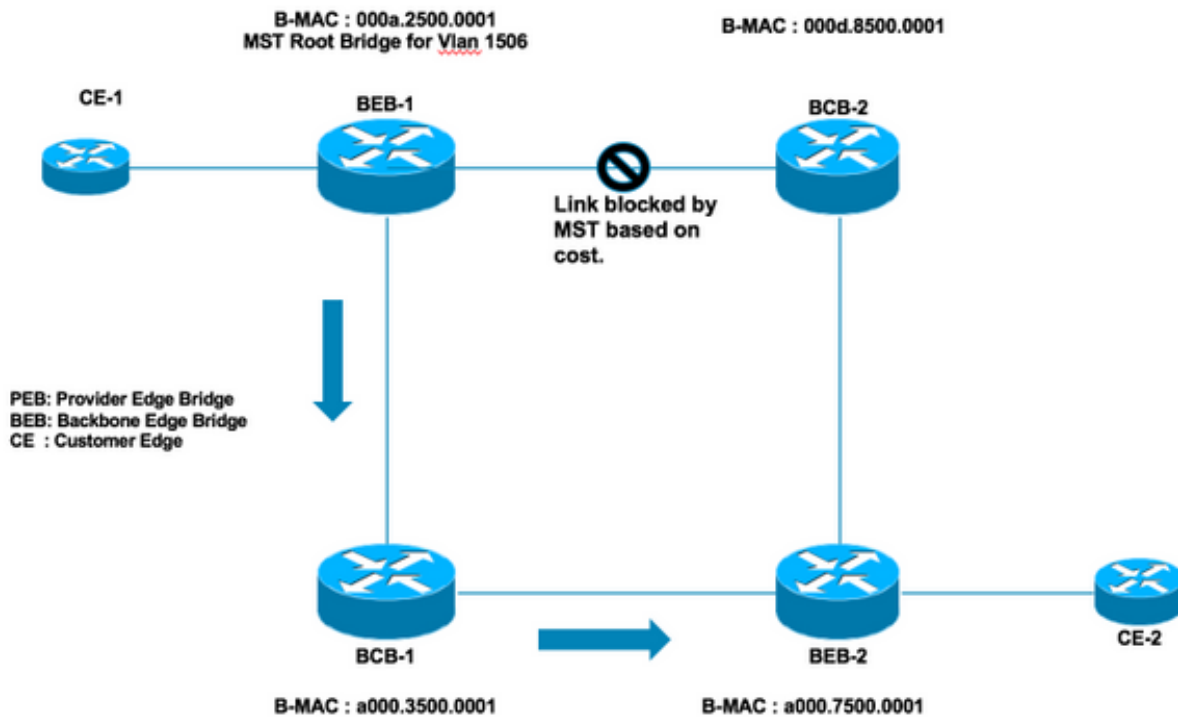 B-MAC : 000a.2500.0001
MST Root Bridge for Vlan 1506
B-MAC : 000d.8500.0001
CE-1
BEB-1
BCB-2
Link blocked by
MST based on
cost.
PEB: Provider Edge Bridge
BEB: Backbone Edge Bridge
CE : Customer Edge
BCB-1
BEB-2
CE-2
B-MAC : a000.3500.0001
B-MAC : a000.7500.0001